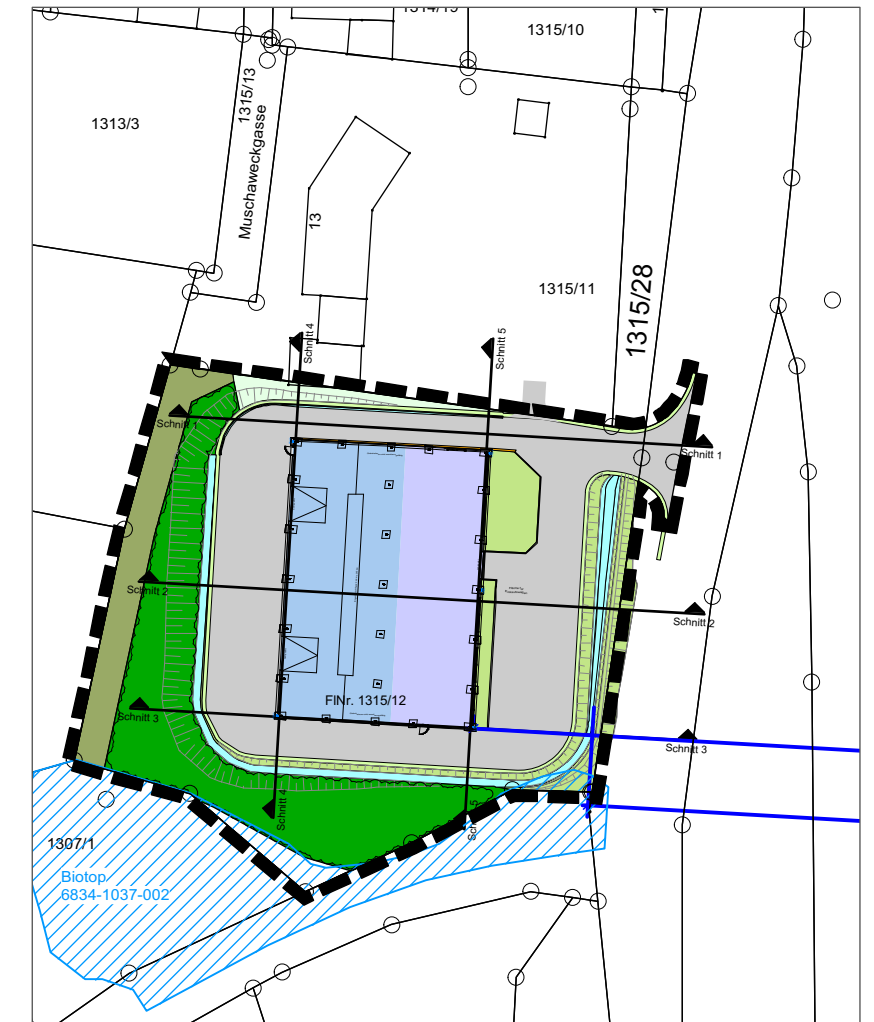 1315/10
1313/3
1315/13
Muschaweckgasse
13
1315/11
1315/28
Schnitt 4
Schnitt 5
Schnitt 1
Schnitt 1
Schnitt 2
Schnitt 2
FlNr. 1315/12
Schnitt 3
Schnitt 3
Schnitt 4
1307/1
Biotop
6834-1037-002